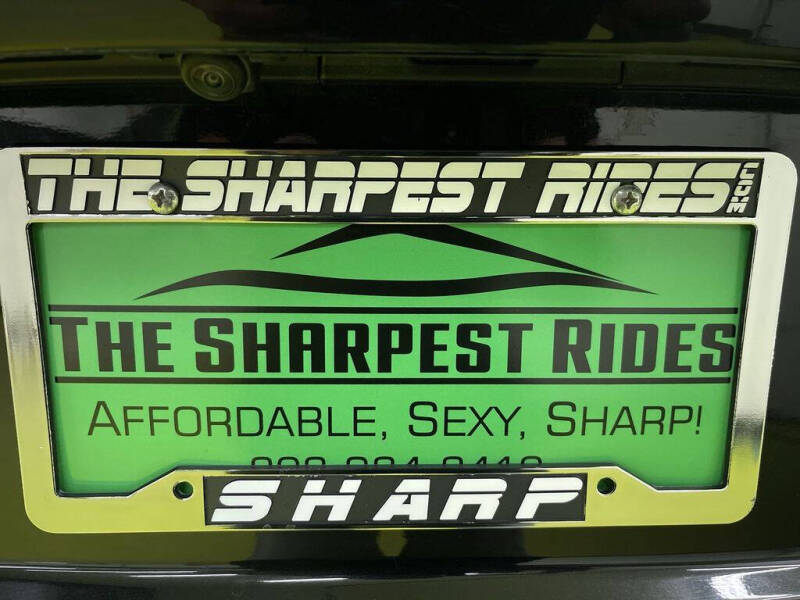 THE SHARPEST RIDES
THE SHARPEST RIDES
AFFORDABLE, SEXY, SHARP!
SHARP